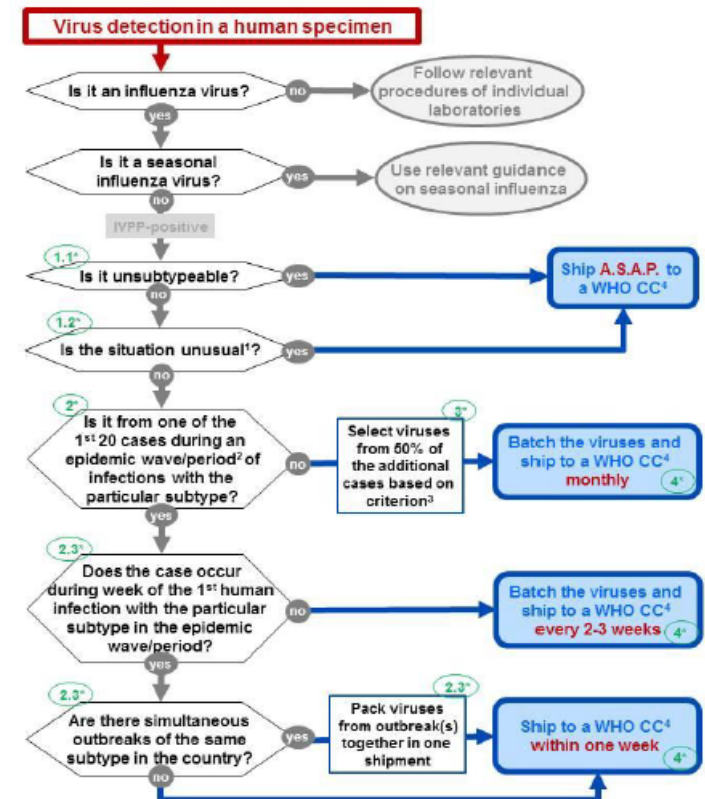 Virus detection in a human specimen
Is it an influenza virus?
no
Follow relevant
procedures of individual
laboratories
yes
Is it a seasonal
influenza virus?
yes
Use relevant guidance
on seasonal influenza
no
IVPP-positive
1.1*
Is it unsubtypeable?
yes
Ship A.S.A.P. to
a WHO CC⁴
no
1.2*
Is the situation unusual¹?
yes
no
2*
Is it from one of the
1st 20 cases during an
epidemic wave/period² of
infections with the
particular subtype?
no
3*
Select viruses
from 50% of
the additional
cases based on
criterion³
Batch the viruses and
ship to a WHO CC⁴
monthly
4*
yes
2.3*
Does the case occur
during week of the 1st human
infection with the particular
subtype in the epidemic
wave/period?
no
Batch the viruses and
ship to a WHO CC⁴
every 2-3 weeks
4*
yes
2.3*
Are there simultaneous
outbreaks of the same
subtype in the country?
yes
2.3*
Pack viruses
from outbreak(s)
together in one
shipment
Ship to a WHO CC⁴
within one week
4*
no